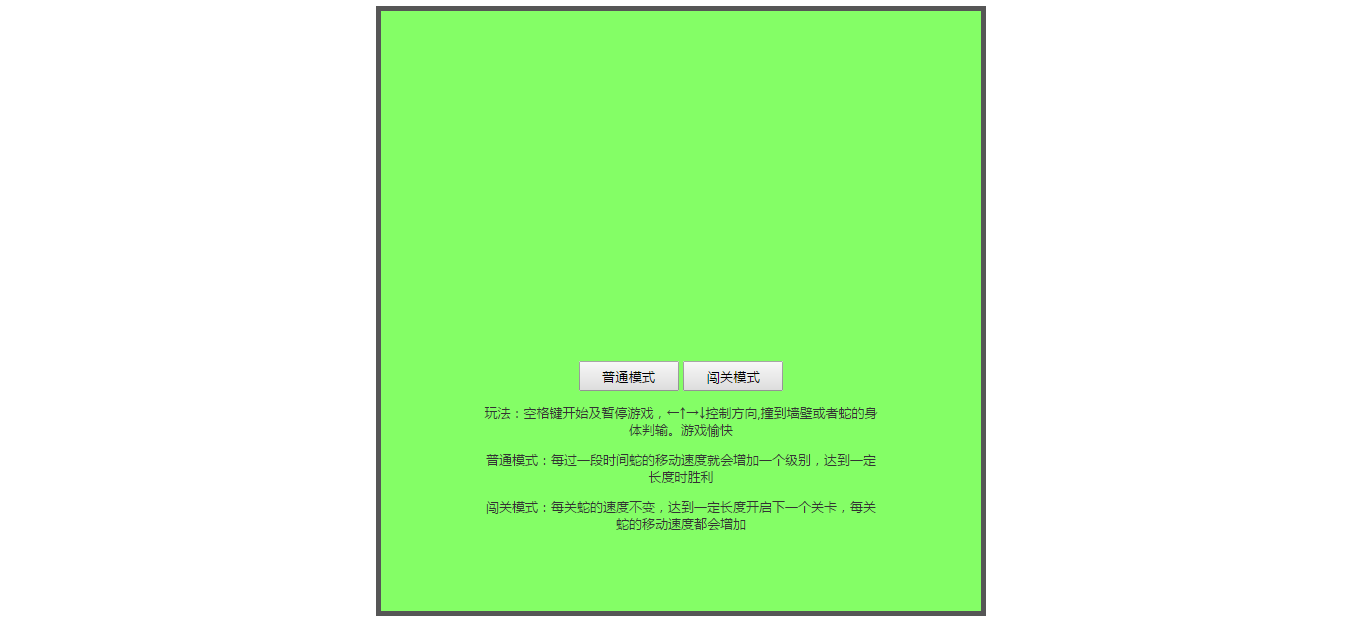 普通模式 闯关模式
玩法：空格键开始及暂停游戏，←↑→↓控制方向,撞到墙壁或者蛇的身
体判输。游戏愉快
普通模式：每过一段时间蛇的移动速度就会增加一个级别，达到一定
长度时胜利
闯关模式：每关蛇的速度不变，达到一定长度开启下一个关卡，每关
蛇的移动速度都会增加